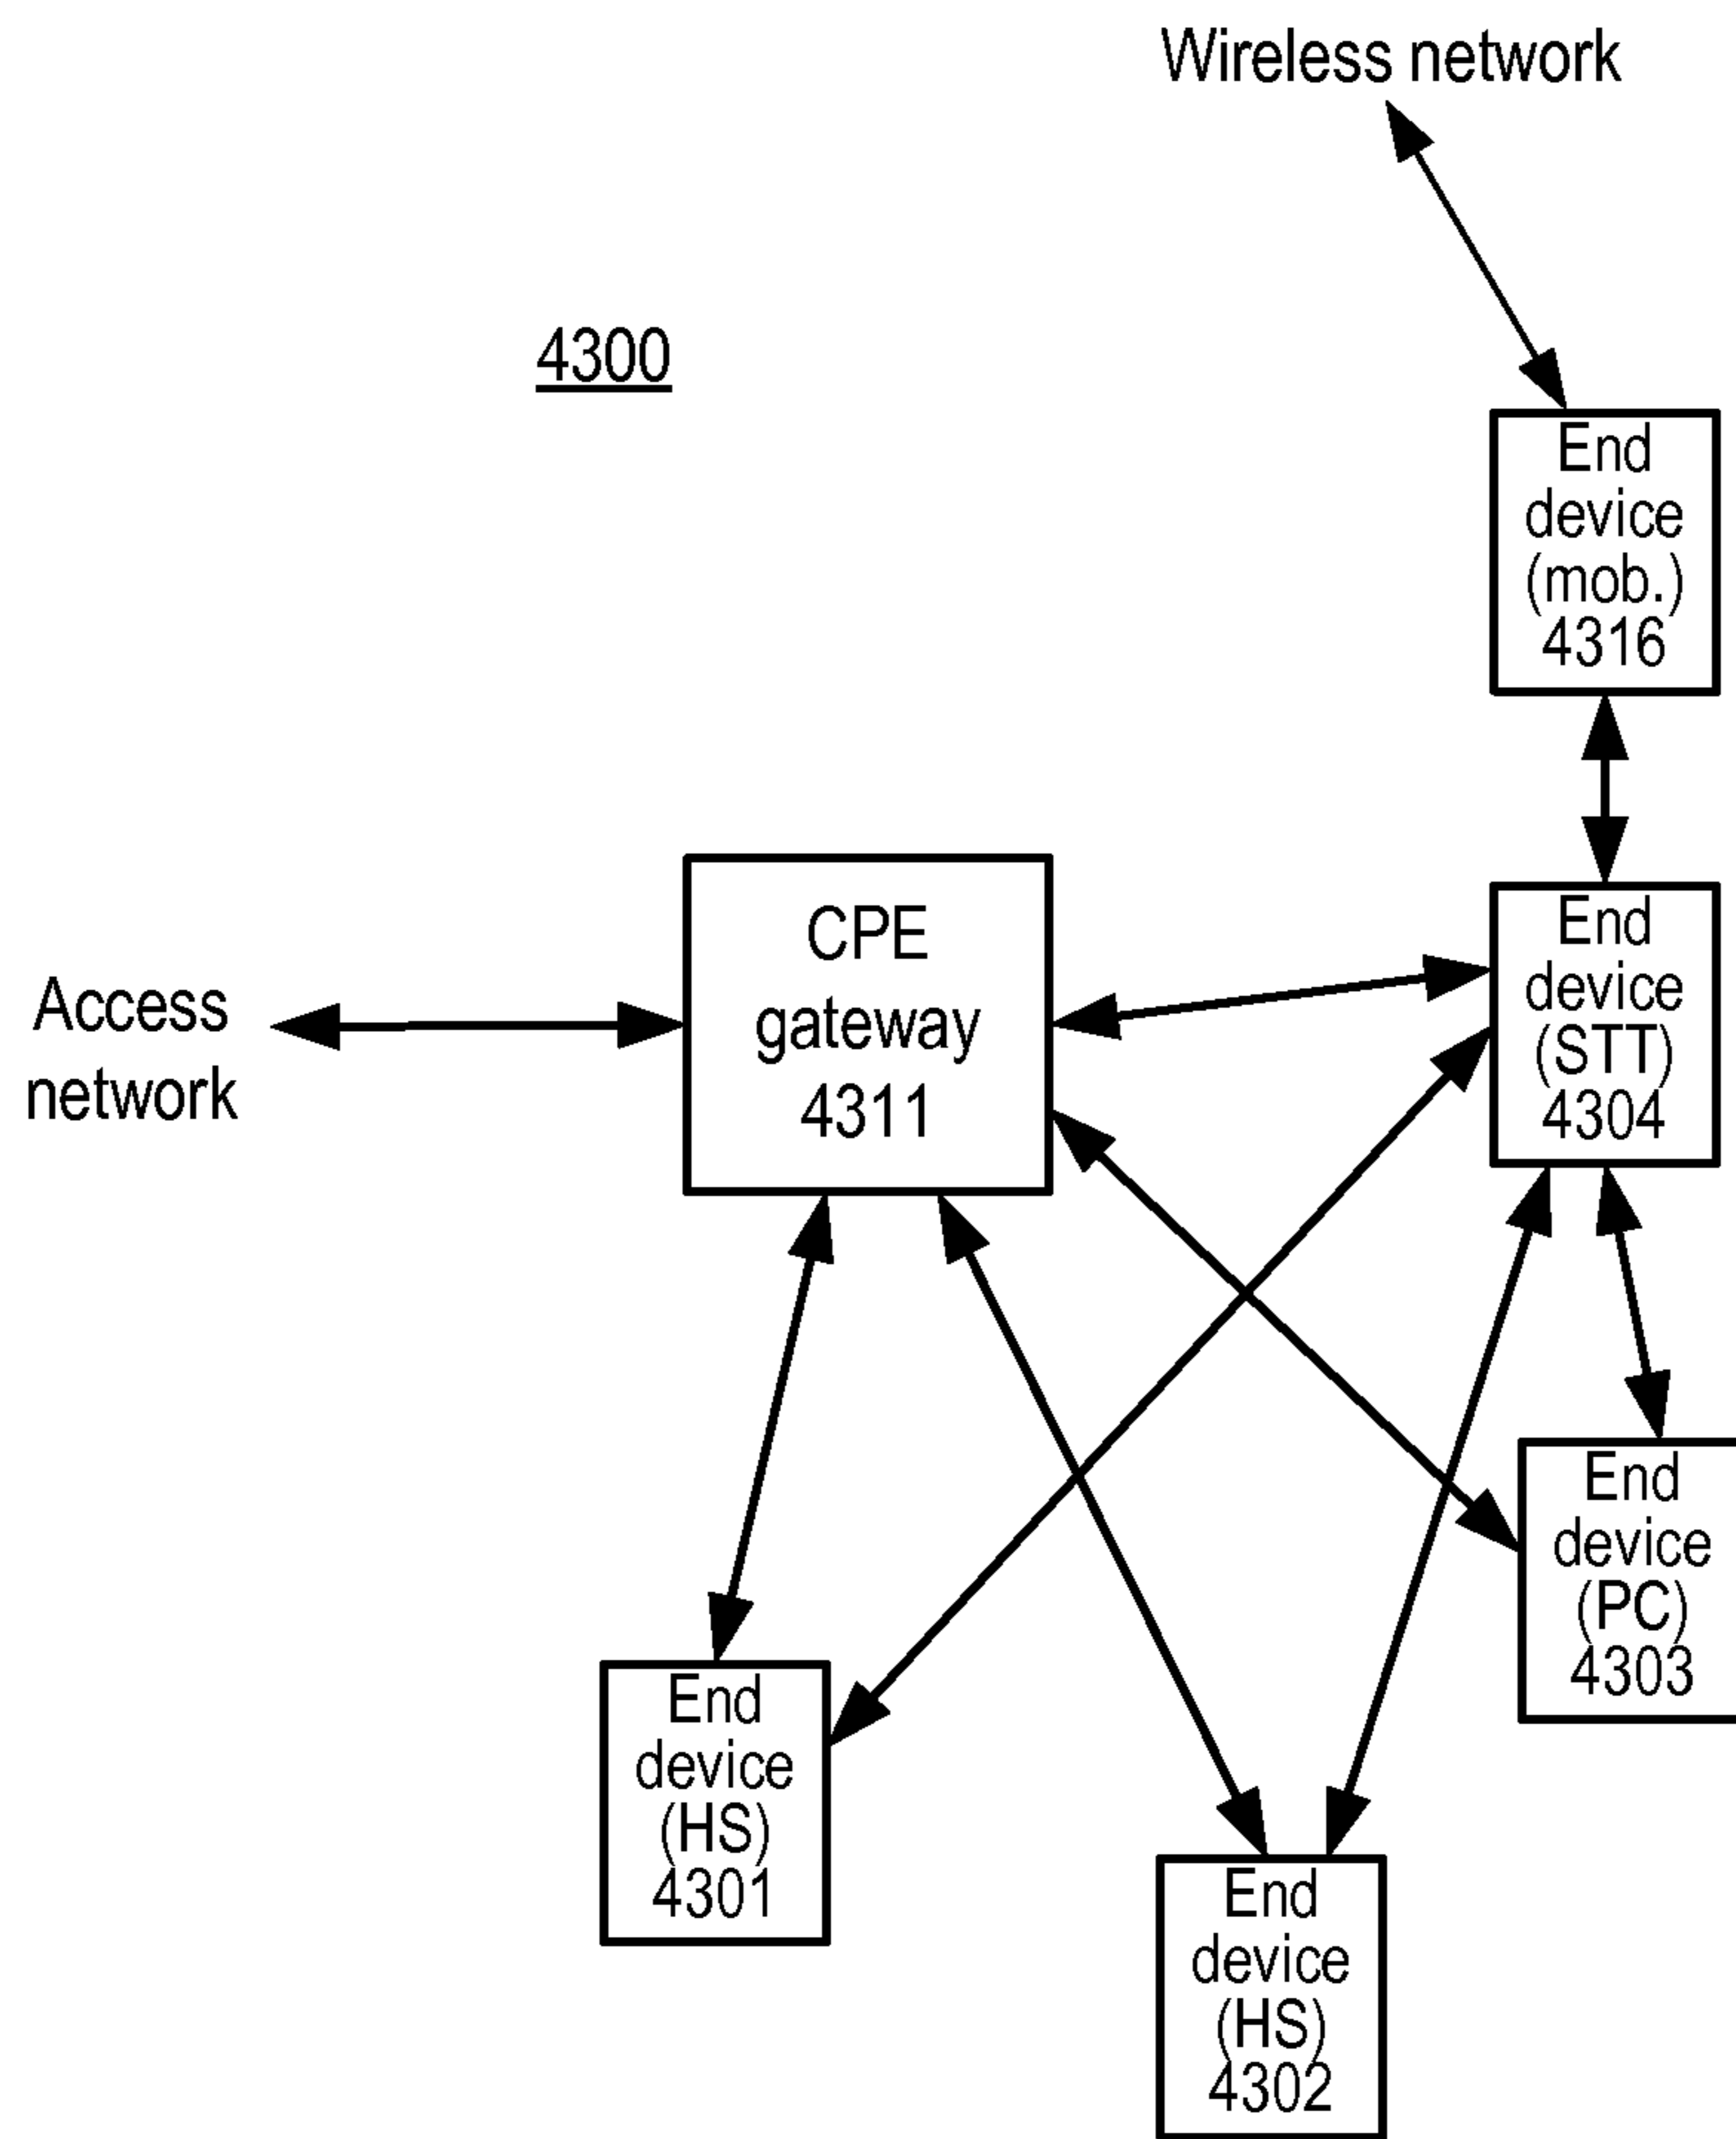 Wireless network
4300
End
device
(mob.)
4316
CPE
gateway
4311
End
device
(STT)
4304
Access
network
End
device
(PC)
4303
End
device
(HS)
4301
End
device
(HS)
4302